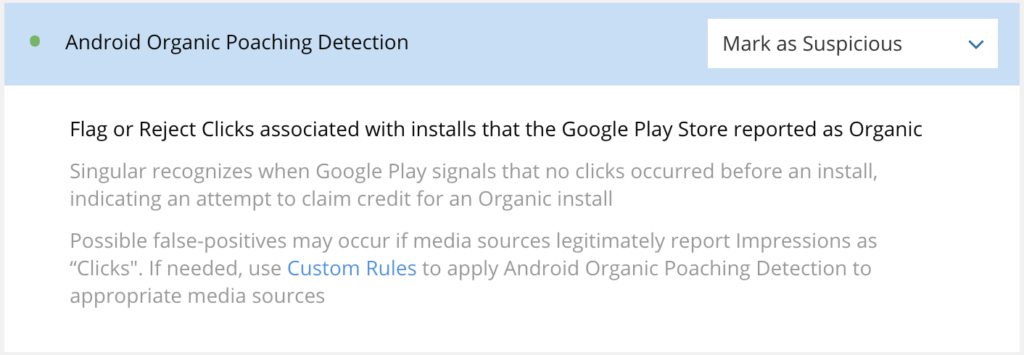 Android Organic Poaching Detection
Mark as Suspicious
Flag or Reject Clicks associated with installs that the Google Play Store reported as Organic
Singular recognizes when Google Play signals that no clicks occurred before an install,
indicating an attempt to claim credit for an Organic install
Possible false-positives may occur if media sources legitimately report Impressions as
“Clicks". If needed, use Custom Rules to apply Android Organic Poaching Detection to
appropriate media sources